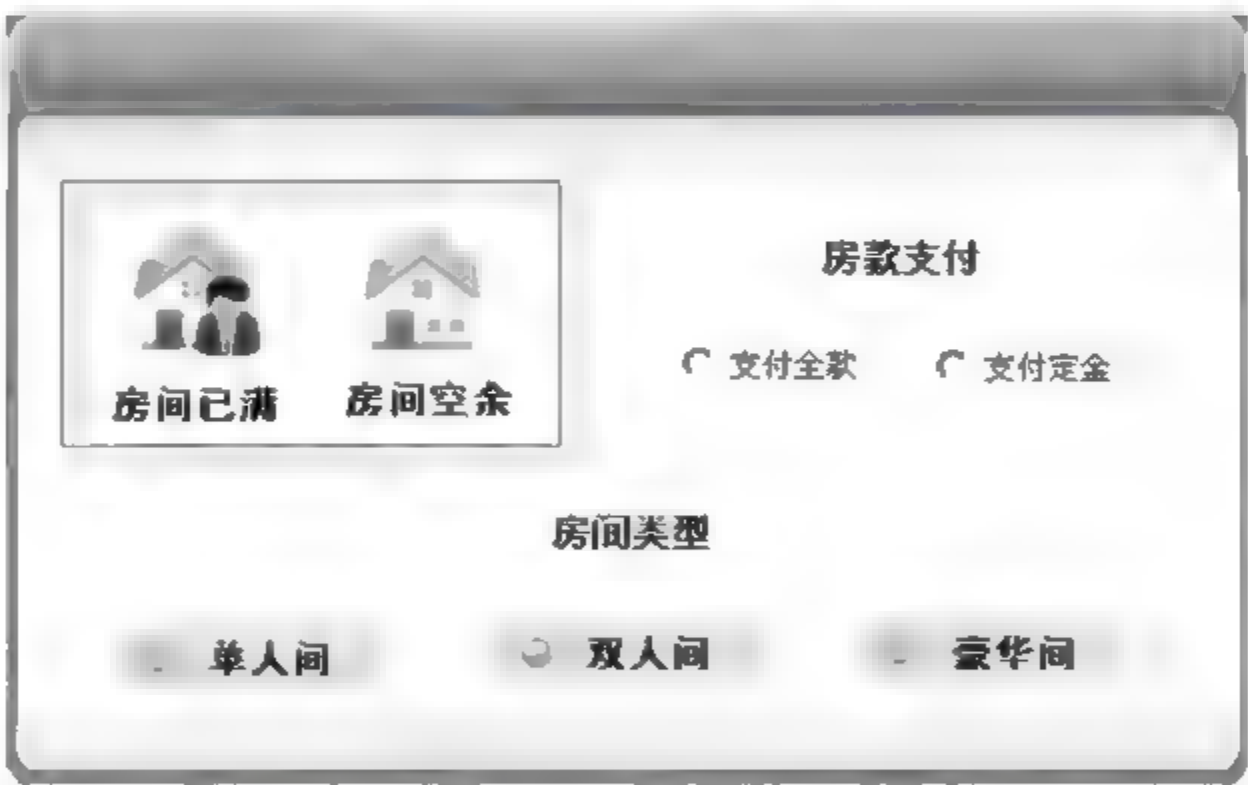 房款支付
支付全款 支付定金
房间已满 房间空余
房间类型
单人间 双人间 豪华间